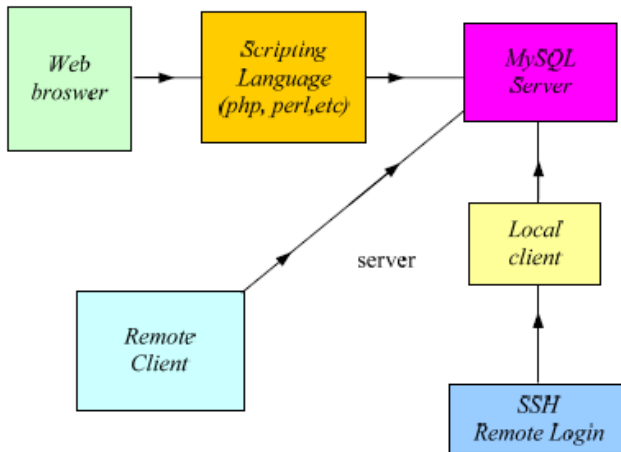 Web
broswer
Scripting
Language
(php, perl,etc)
MySQL
Server
Local
client
server
Remote
Client
SSH
Remote Login